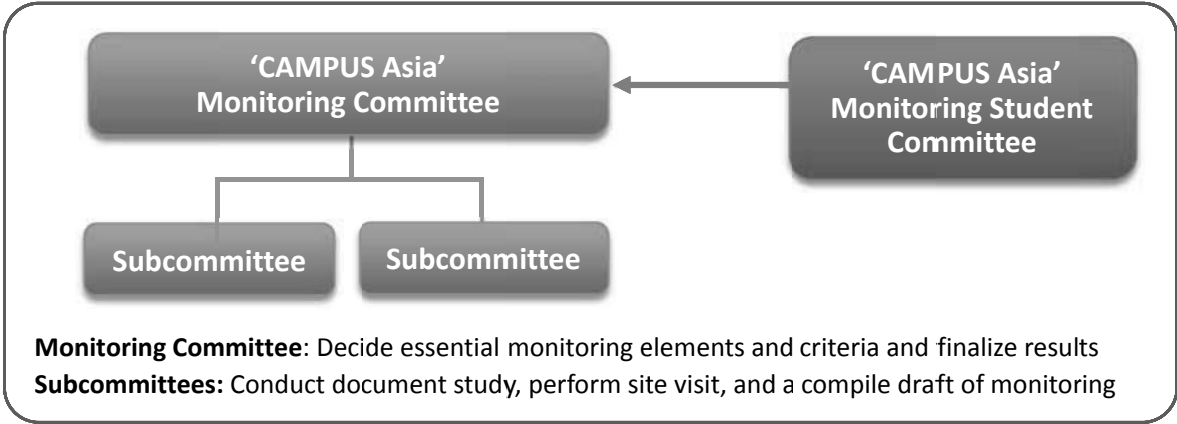 ‘CAMPUS Asia’
Monitoring Committee
‘CAMPUS Asia’
Monitoring Student
Committee
Subcommittee
Subcommittee
Monitoring Committee: Decide essential monitoring elements and criteria and finalize results
Subcommittees: Conduct document study, perform site visit, and a compile draft of monitoring